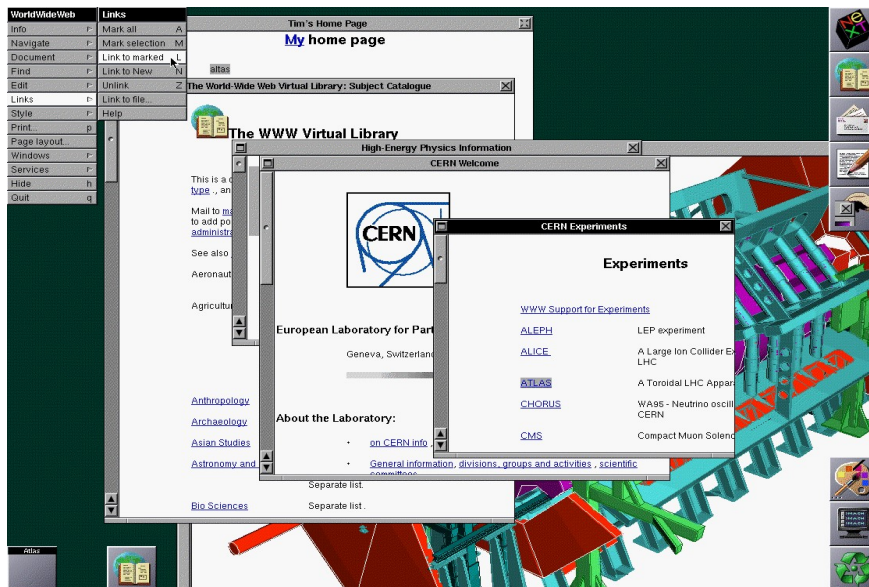 WorldWideWeb
Info
Navigate
Document
Find
Edit
Links
Style
Print... p
Page layout...
Windows
Services
Hide h
Quit q
Links
Mark all A
Mark selection M
Link to marked L
Link to New N
Unlink Z
Link to file...
Help
Tim's Home Page
My home page
atlas
The World-Wide Web Virtual Library: Subject Catalogue
The WWW Virtual Library
This is a
type ., an
Mail to
to add po
administra
See also
Aeronaut
Agricultu
Anthropology
Archaeology
Asian Studies
Astronomy and
Separate list.
Bio Sciences Separate list .
High-Energy Physics Information
CERN Welcome
CERN
European Laboratory for Part
Geneva, Switzerland
About the Laboratory:
on CERN info ,
General information, divisions, groups and activities , scientific
committees
CERN Experiments
Experiments
WWW Support for Experiments
ALEPH LEP experiment
ALICE A Large Ion Collider E
LHC
ATLAS A Toroidal LHC Appar
CHORUS WA95 - Neutrino oscill
CERN
CMS Compact Muon Soleno
NeXT
Atlas